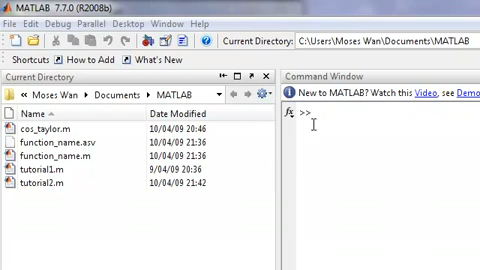 MATLAB 7.7.0 (R2008b)
File Edit Debug Parallel Desktop Window Help
Current Directory: C:\Users\Moses Wan\Documents\MATLAB
Shortcuts How to Add What's New
Current Directory
Command Window
Moses Wan Documents MATLAB
New to MATLAB? Watch this Video, see Demo
Name Date Modified
fx >>
cos_taylor.m 10/04/09 20:46
function_name.asv 10/04/09 21:36
function_name.m 10/04/09 21:36
tutorial1.m 9/04/09 20:36
tutorial2.m 10/04/09 21:42